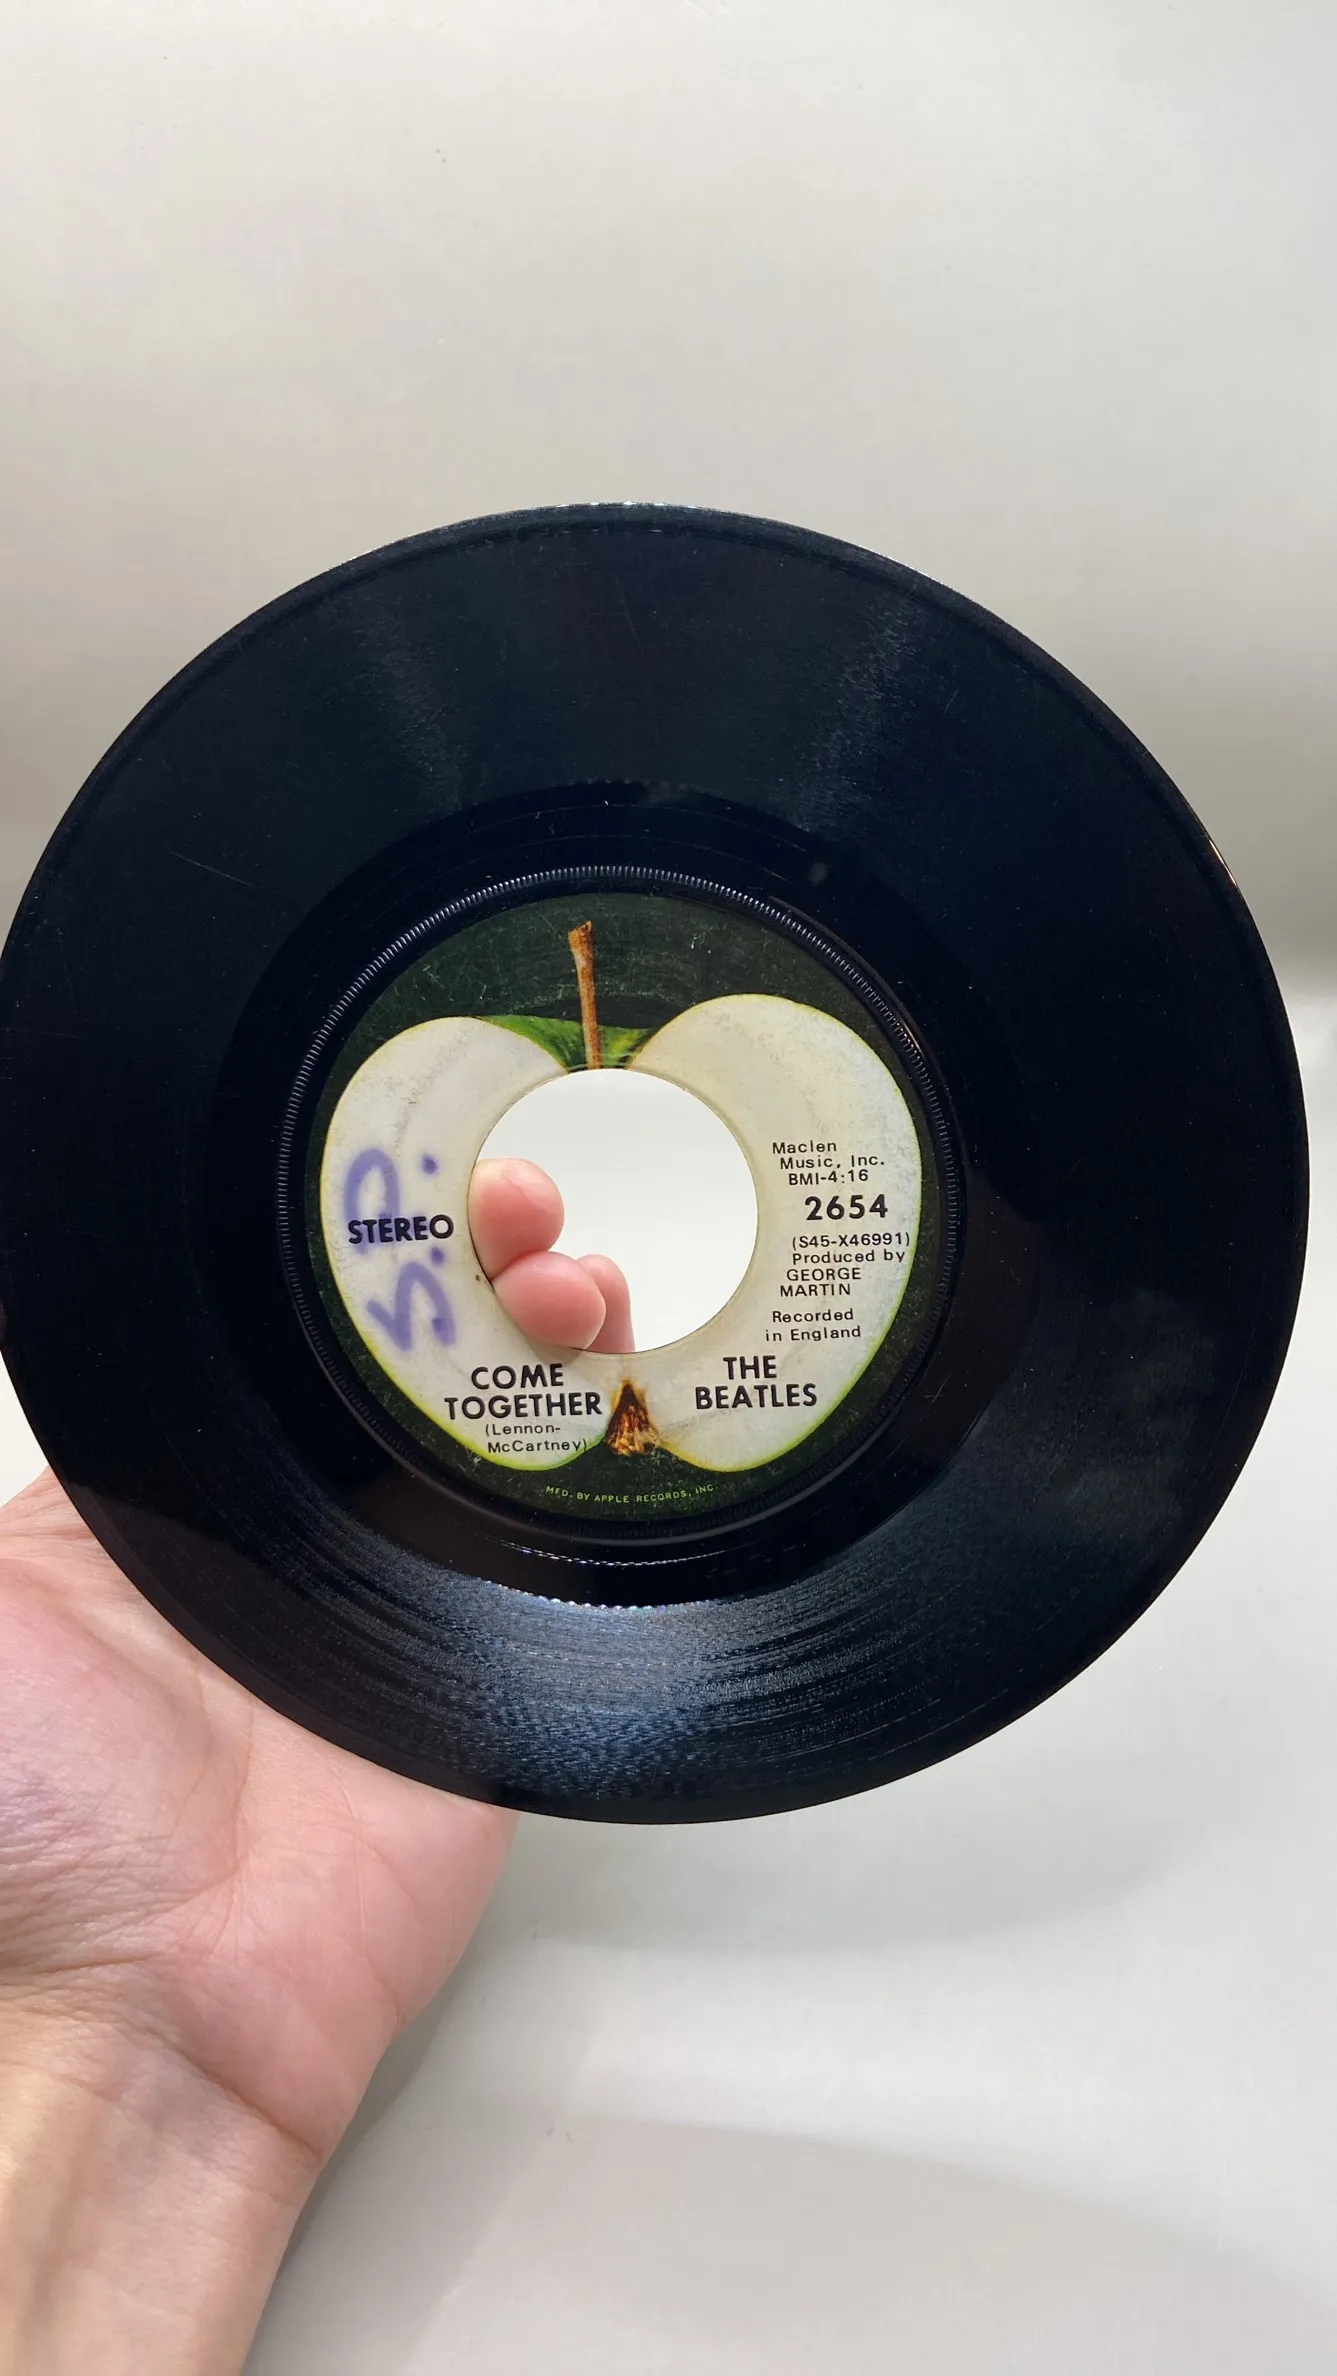 S.D.
STEREO
Maclen
Music, Inc.
BMI-4:16
2654
(S45-X46991)
Produced by
GEORGE
MARTIN
Recorded
in England
COME
TOGETHER
(Lennon-
McCartney)
THE
BEATLES
MFD. BY APPLE RECORDS, INC.